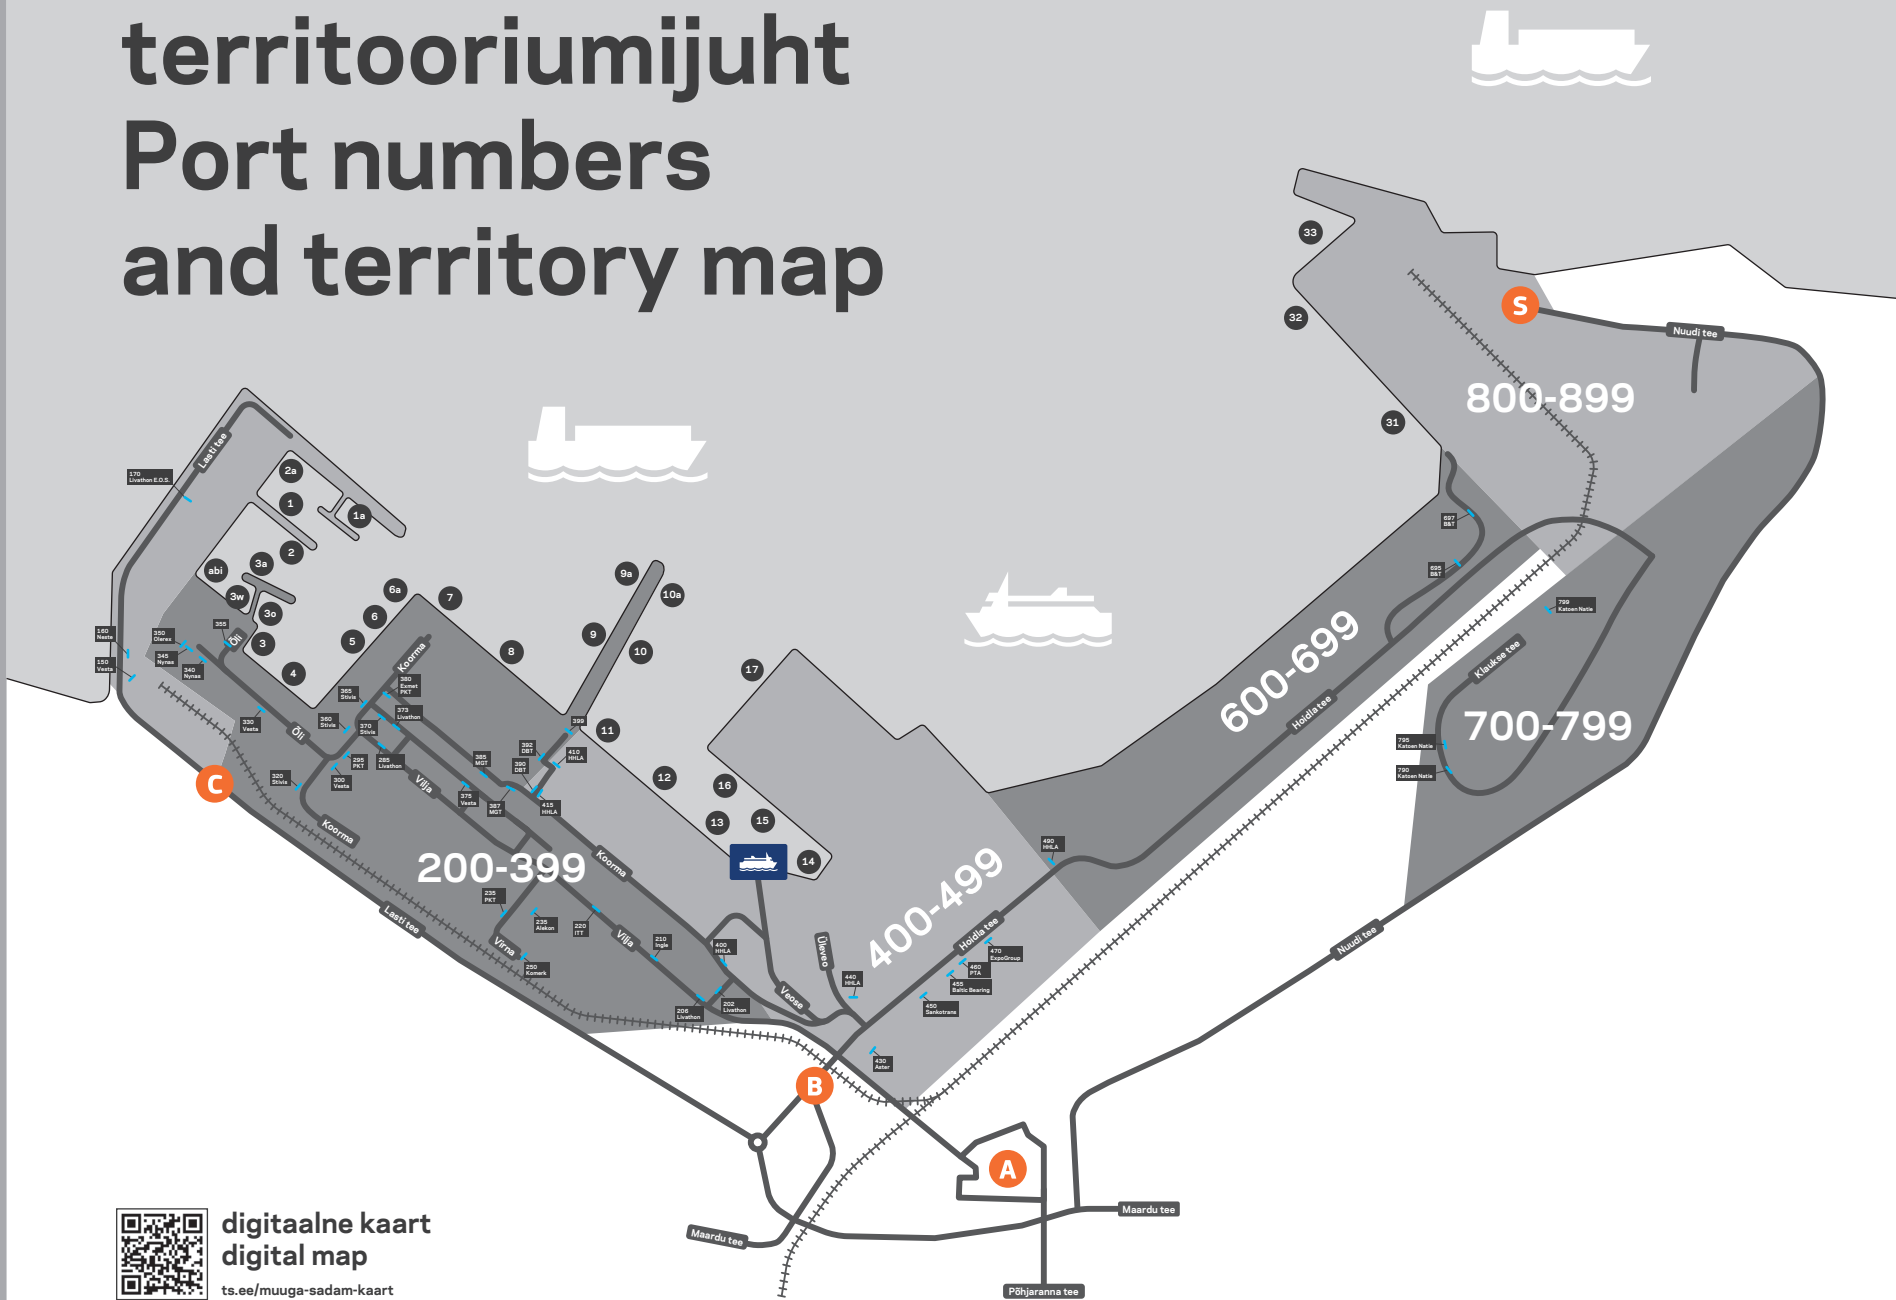 territooriumijuht
Port numbers
and territory map
33
32
31
S
Nuudi tee
800-899
Lasti tee
2a
1
1a
2
3a
abi
3w
3o
3
4
5
6
6a
7
8
9a
10a
9
10
11
12
17
16
13
15
14
170
Livathon E.O.S.
160
Neste
150
Vesta
350
Olerex
345
Nynas
340
Nynas
355
Õli
330
Vesta
Õli
320
Stivis
300
Vesta
295
PKT
360
Stivis
365
Stivis
370
Stivis
285
Livathon
380
Exmet
PKT
373
Livathon
Koorma
385
MGT
375
Vesta
387
MGT
392
DBT
390
DBT
399
410
HHLA
415
HHLA
Vilja
Koorma
Koorma
C
200-399
Lasti tee
235
PKT
235
Alekon
220
ITT
210
Ingle
Vilja
Virna
250
Komerk
400
HHLA
206
Livathon
202
Livathon
Veose
Üleveo
440
HHLA
400-499
Hoidla tee
490
HHLA
470
ExpoGroup
460
PTA
455
Baltic Bearing
450
Sankotrans
430
Aster
697
B&T
695
B&T
600-699
Hoidla tee
799
Katoen Natie
Klaukse tee
700-799
795
Katoen Natie
790
Katoen Natie
Nuudi tee
B
A
Maardu tee
Maardu tee
Põhjaranna tee
digitaalne kaart
digital map
ts.ee/muuga-sadam-kaart